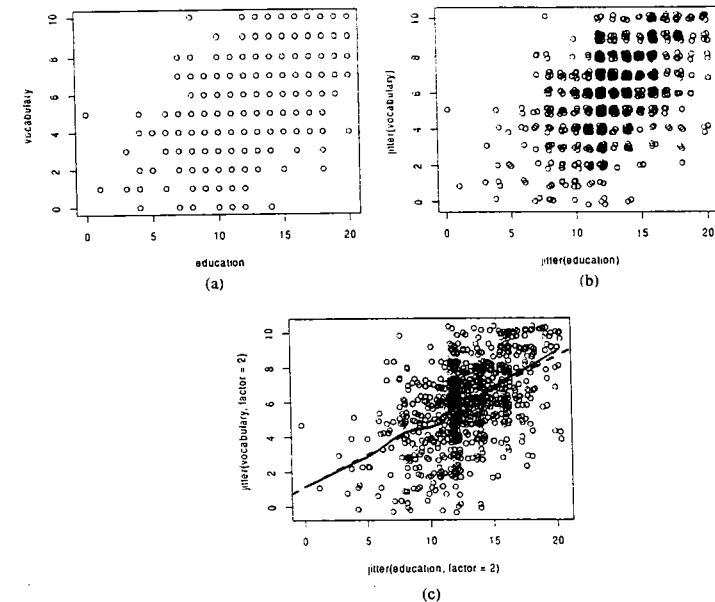 10
8
6
4
2
0
vocabulary
0 5 10 15 20
education
(a)
10
8
6
4
2
0
jitter(vocabulary)
0 5 10 15 20
jitter(education)
(b)
10
8
6
4
2
0
jitter(vocabulary, factor = 2)
0 5 10 15 20
jitter(education, factor = 2)
(c)